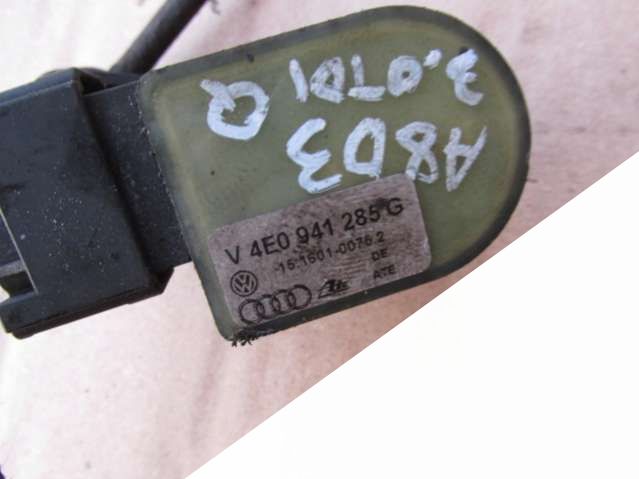 V 4E0 941 285 G
15.1601-0076.2
DE
ATE
A8D3
3.0TDI
Q